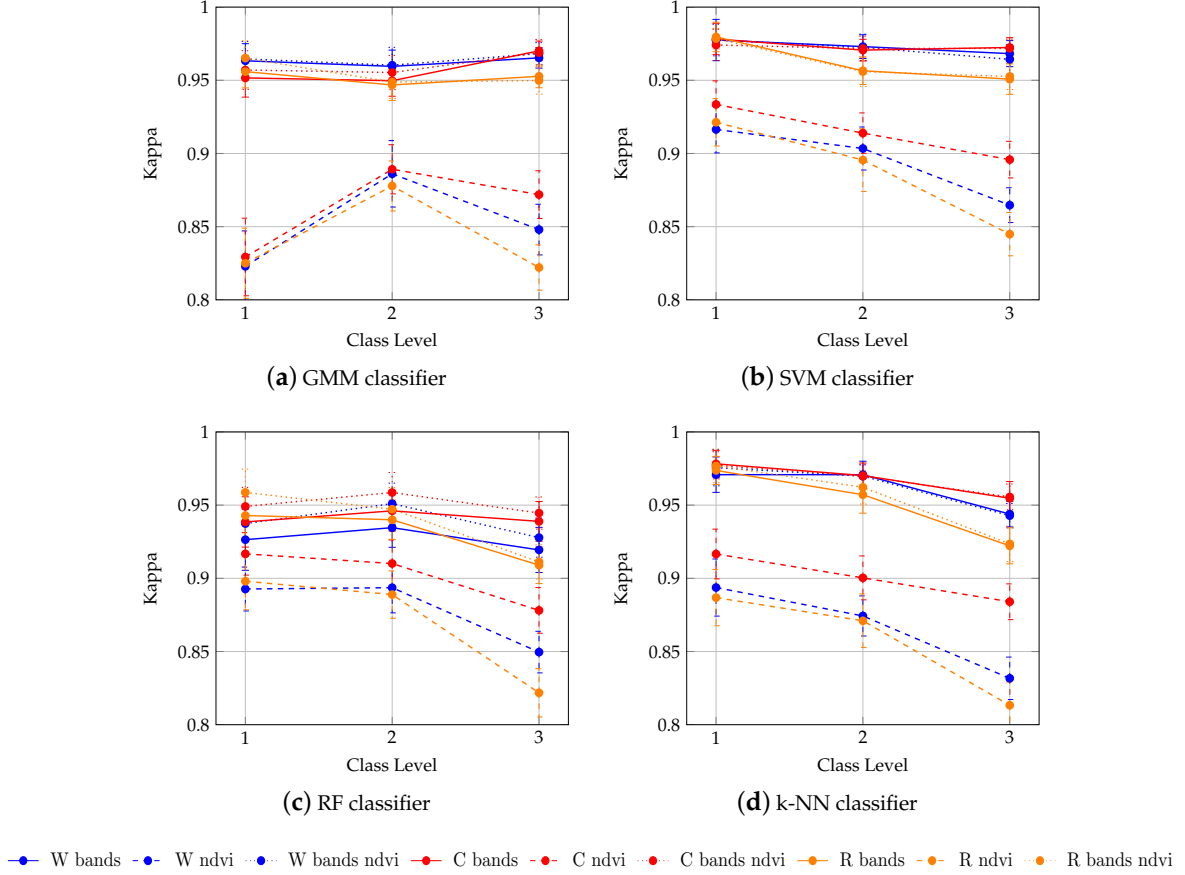 1
0.95
0.9
0.85
0.8
Kappa
1 2 3
Class Level
(a) GMM classifier
1
0.95
0.9
0.85
0.8
Kappa
1 2 3
Class Level
(b) SVM classifier
1
0.95
0.9
0.85
0.8
Kappa
1 2 3
Class Level
(c) RF classifier
1
0.95
0.9
0.85
0.8
Kappa
1 2 3
Class Level
(d) k-NN classifier
W bands W ndvi W bands ndvi C bands C ndvi C bands ndvi R bands R ndvi R bands ndvi